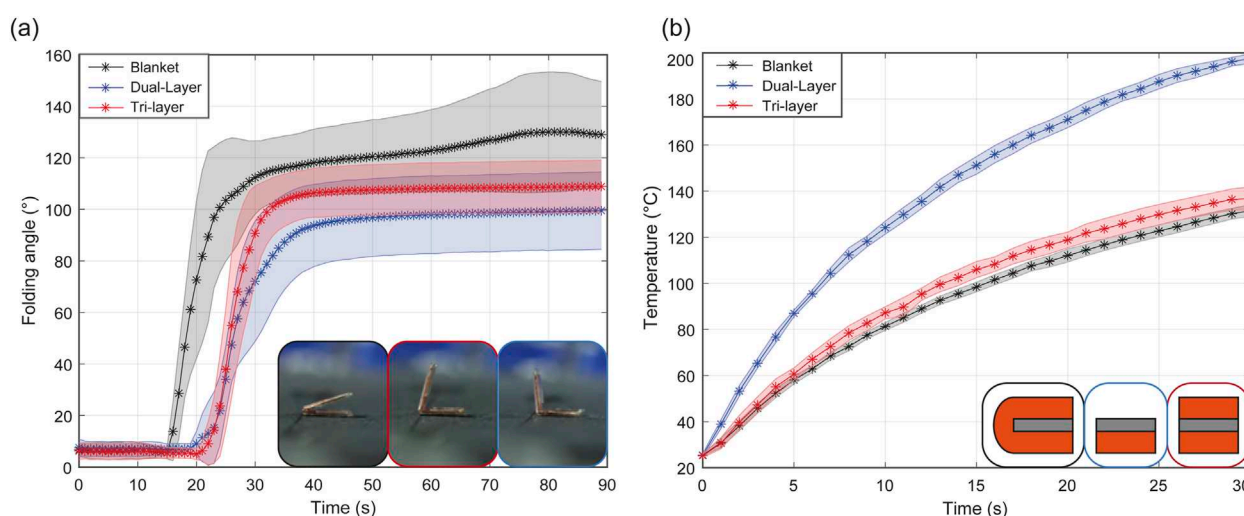 (a)
160
140
120
100
80
60
40
20
0
Folding angle (°)
Blanket
Dual-Layer
Tri-layer
0 10 20 30 40 50 60 70 80 90
Time (s)
(b)
200
180
160
140
120
100
80
60
40
20
Temperature (°C)
Blanket
Dual-Layer
Tri-layer
0 5 10 15 20 25 30
Time (s)